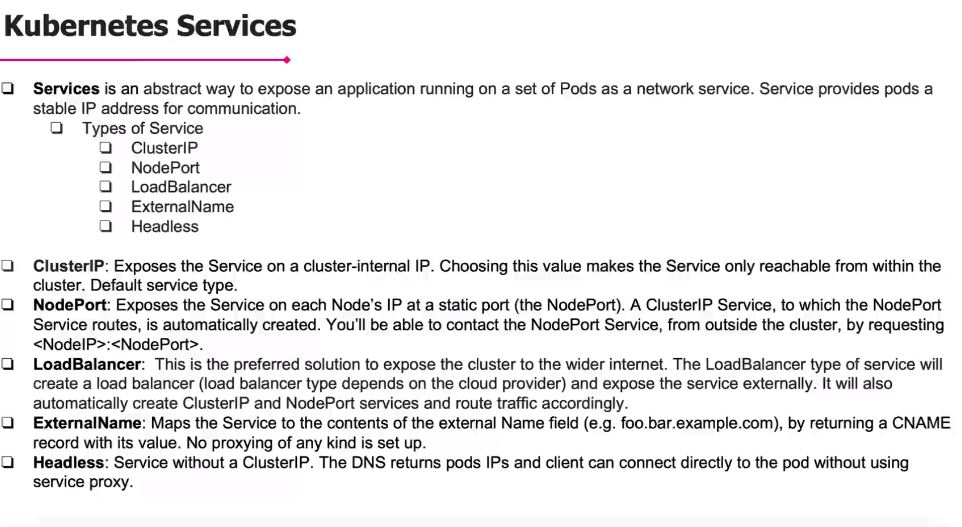 Kubernetes Services
Services is an abstract way to expose an application running on a set of Pods as a network service. Service provides pods a
stable IP address for communication.
Types of Service
ClusterIP
NodePort
LoadBalancer
ExternalName
Headless
ClusterIP: Exposes the Service on a cluster-internal IP. Choosing this value makes the Service only reachable from within the
cluster. Default service type.
NodePort: Exposes the Service on each Node's IP at a static port (the NodePort). A ClusterIP Service, to which the NodePort
Service routes, is automatically created. You'll be able to contact the NodePort Service, from outside the cluster, by requesting
<NodeIP>:<NodePort>.
LoadBalancer: This is the preferred solution to expose the cluster to the wider internet. The LoadBalancer type of service will
create a load balancer (load balancer type depends on the cloud provider) and expose the service externally. It will also
automatically create ClusterIP and NodePort services and route traffic accordingly.
ExternalName: Maps the Service to the contents of the external Name field (e.g. foo.bar.example.com), by returning a CNAME
record with its value. No proxying of any kind is set up.
Headless: Service without a ClusterIP. The DNS returns pods IPs and client can connect directly to the pod without using
service proxy.